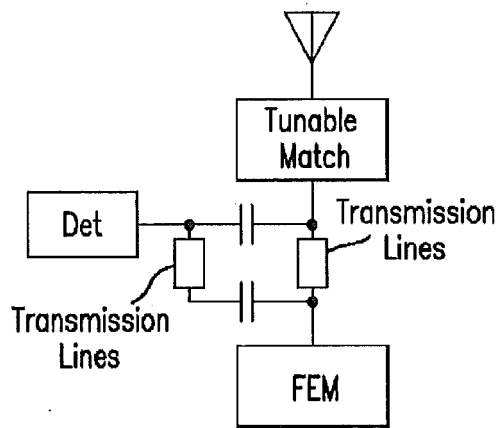 Tunable
Match
Det
Transmission
Lines
Transmission
Lines
FEM